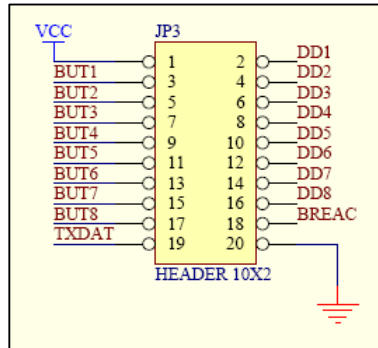 VCC JP3
1 2 DD1
BUT1 3 4 DD2
BUT2 5 6 DD3
BUT3 7 8 DD4
BUT4 9 10 DD5
BUT5 11 12 DD6
BUT6 13 14 DD7
BUT7 15 16 DD8
BUT8 17 18 BREAC
TXDAT 19 20
HEADER 10X2